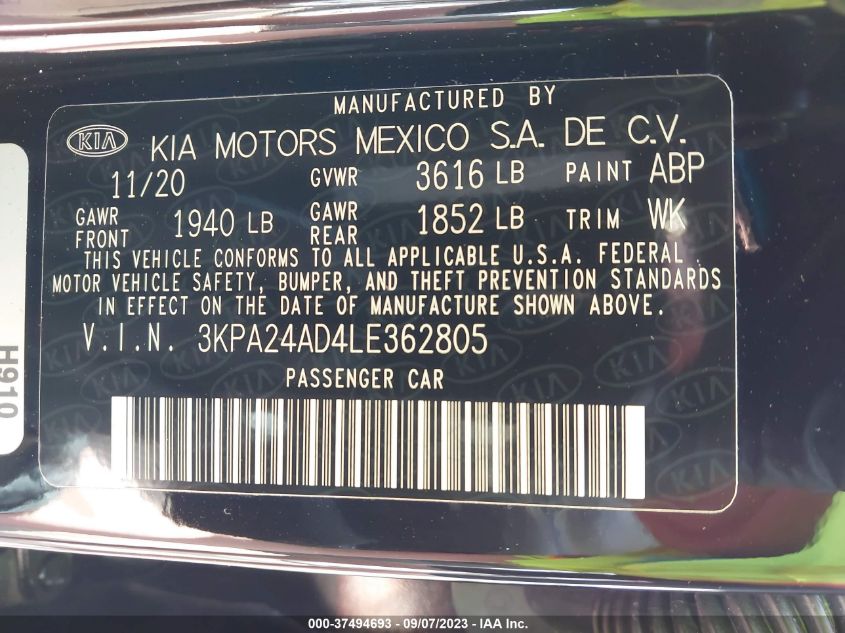 MANUFACTURED BY
KIA KIA MOTORS MEXICO S.A. DE C.V.
11/20 GVWR 3616 LB PAINT ABP
GAWR FRONT 1940 LB GAWR REAR 1852 LB TRIM WK
THIS VEHICLE CONFORMS TO ALL APPLICABLE U.S.A. FEDERAL
MOTOR VEHICLE SAFETY, BUMPER, AND THEFT PREVENTION STANDARDS
IN EFFECT ON THE DATE OF MANUFACTURE SHOWN ABOVE.
V.I.N. 3KPA24AD4LE362805
PASSENGER CAR
H910
000-37494693 - 09/07/2023 - IAA Inc.